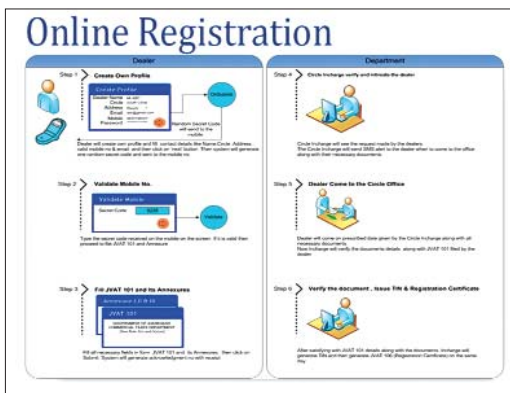 Online Registration
Dealer
Step 1
Create Own Profile
Create Profile
Dealer Name
Circle
Address
Email
Mobile
Password
Database
Random Secret Code
will send to the
mobile
Dealer will create own profile and fill contact details like Name Circle Address
valid mobile no & email and then click on 'next' button. Then system will generate
one random secret code and sent to the mobile no
Step 2
Validate Mobile No.
Validate Mobile
Secret Code
Validate
Type the secret code received on the mobile on the screen. If it is valid then
proceed to fill JVAT 101 and Annexure
Step 3
Fill JVAT 101 and its Annexures
Annexure I,II & III
JVAT 101
GOVERNMENT OF JHARKHAND
COMMERCIAL TAXES DEPARTMENT
Fill all necessary fields in form JVAT 101 and its Annexures then click on
Submit System will generate acknowledgment no with receipt
Department
Step 4
Circle Incharge verify and intimate the dealer
Circle Incharge will see the request made by the dealers.
The Circle Incharge will send SMS alert to the dealer when to come to the office
along with their necessary documents.
Step 5
Dealer Come to the Circle Office
Dealer will come on prescribed date given by the Circle Incharge along with all
necessary documents.
Now Incharge will verify the documents details along with JVAT 101 filled by the
dealer
Step 6
Verify the document , Issue TIN & Registration Certificate
After satisfying with JVAT 101 details along with the documents. Incharge will
generate TIN and then generate JVAT 106 (Registration Certificate) on the same
day